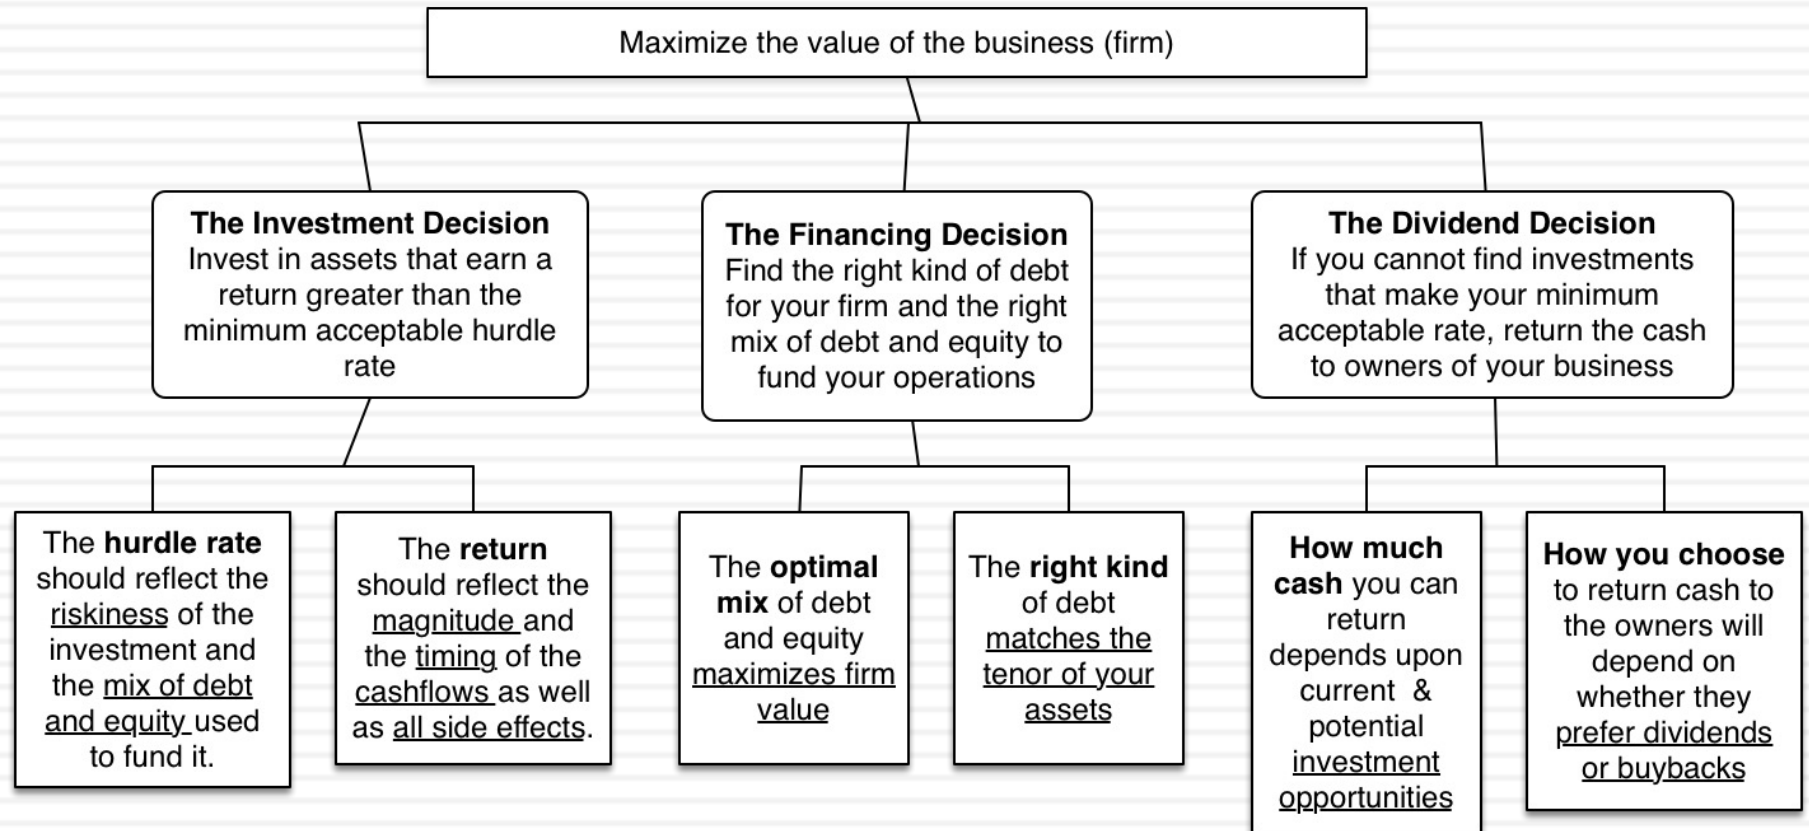 Maximize the value of the business (firm)
The Investment Decision
Invest in assets that earn a
return greater than the
minimum acceptable hurdle
rate
The Financing Decision
Find the right kind of debt
for your firm and the right
mix of debt and equity to
fund your operations
The Dividend Decision
If you cannot find investments
that make your minimum
acceptable rate, return the cash
to owners of your business
The hurdle rate
should reflect the
riskiness of the
investment and
the mix of debt
and equity used
to fund it.
The return
should reflect the
magnitude and
the timing of the
cashflows as well
as all side effects.
The optimal
mix of debt
and equity
maximizes firm
value
The right kind
of debt
matches the
tenor of your
assets
How much
cash you can
return
depends upon
current &
potential
investment
opportunities
How you choose
to return cash to
the owners will
depend on
whether they
prefer dividends
or buybacks